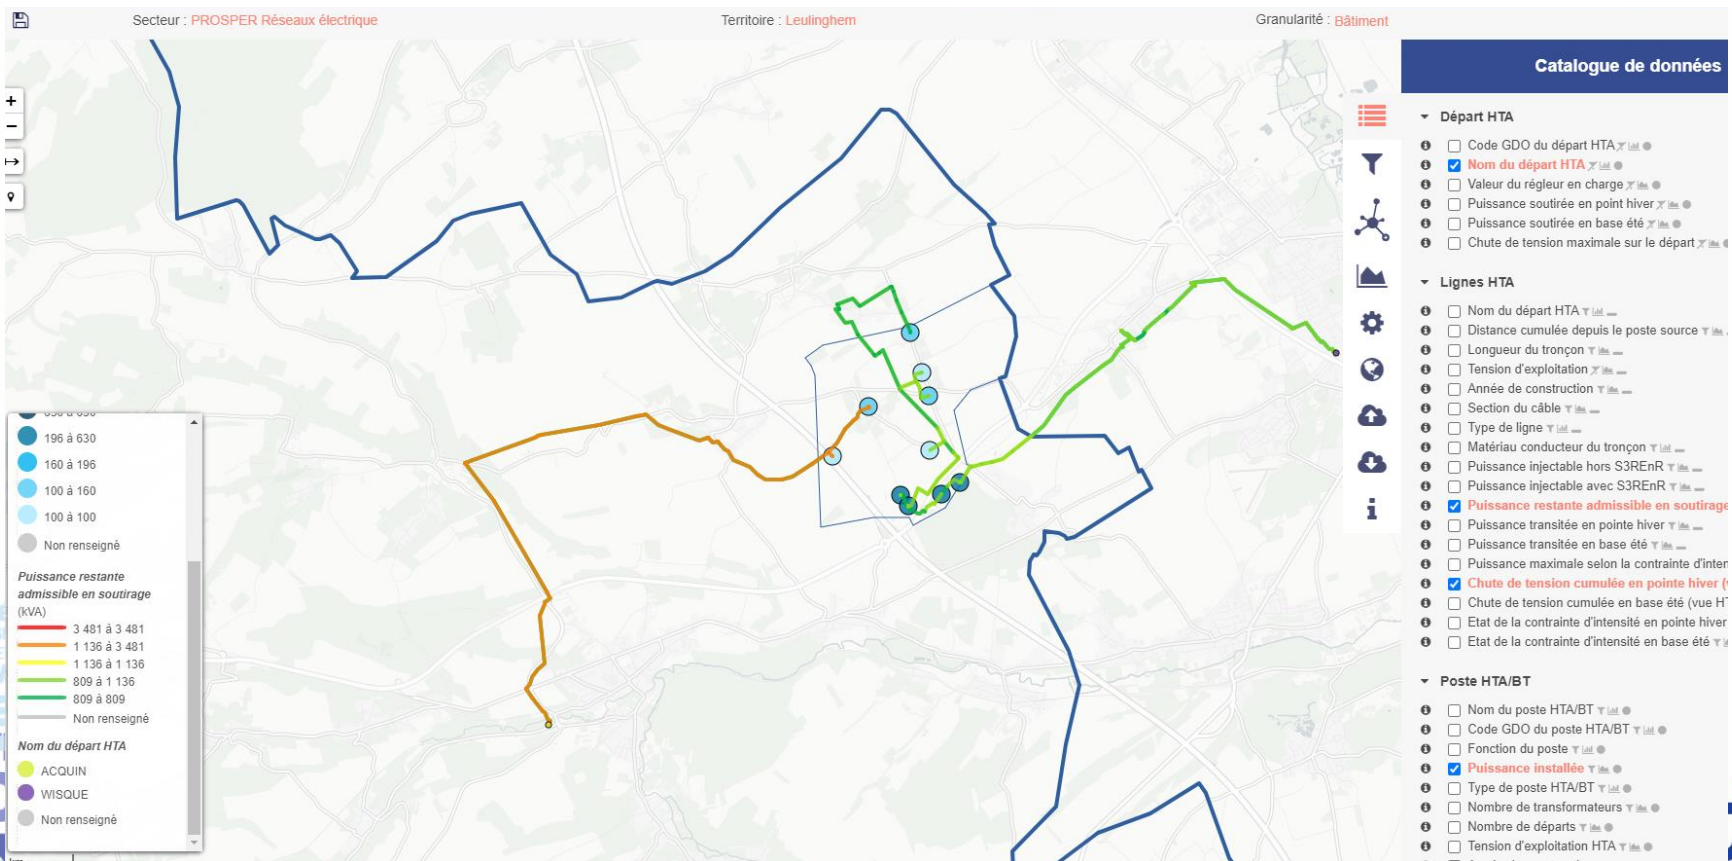 Secteur : PROSPER Réseaux électrique
Territoire : Leulinghem
Granularité : Bâtiment
+
−
196 à 630
160 à 196
100 à 160
100 à 100
Non renseigné
Puissance restante
admissible en soutirage
(kVA)
3 481 à 3 481
1 136 à 3 481
1 136 à 1 136
809 à 1 136
809 à 809
Non renseigné
Nom du départ HTA
ACQUIN
WISQUE
Non renseigné
Catalogue de données
Départ HTA
Code GDO du départ HTA
Nom du départ HTA
Valeur du régleur en charge
Puissance soutirée en point hiver
Puissance soutirée en base été
Chute de tension maximale sur le départ
Lignes HTA
Nom du départ HTA
Distance cumulée depuis le poste source
Longueur du tronçon
Tension d'exploitation
Année de construction
Section du câble
Type de ligne
Matériau conducteur du tronçon
Puissance injectable hors S3REnR
Puissance injectable avec S3REnR
Puissance restante admissible en soutirage
Puissance transitée en pointe hiver
Puissance transitée en base été
Puissance maximale selon la contrainte d'inten
Chute de tension cumulée en pointe hiver (
Chute de tension cumulée en base été (vue HT
Etat de la contrainte d'intensité en pointe hiver
Etat de la contrainte d'intensité en base été
Poste HTA/BT
Nom du poste HTA/BT
Code GDO du poste HTA/BT
Fonction du poste
Puissance installée
Type de poste HTA/BT
Nombre de transformateurs
Nombre de départs
Tension d'exploitation HTA